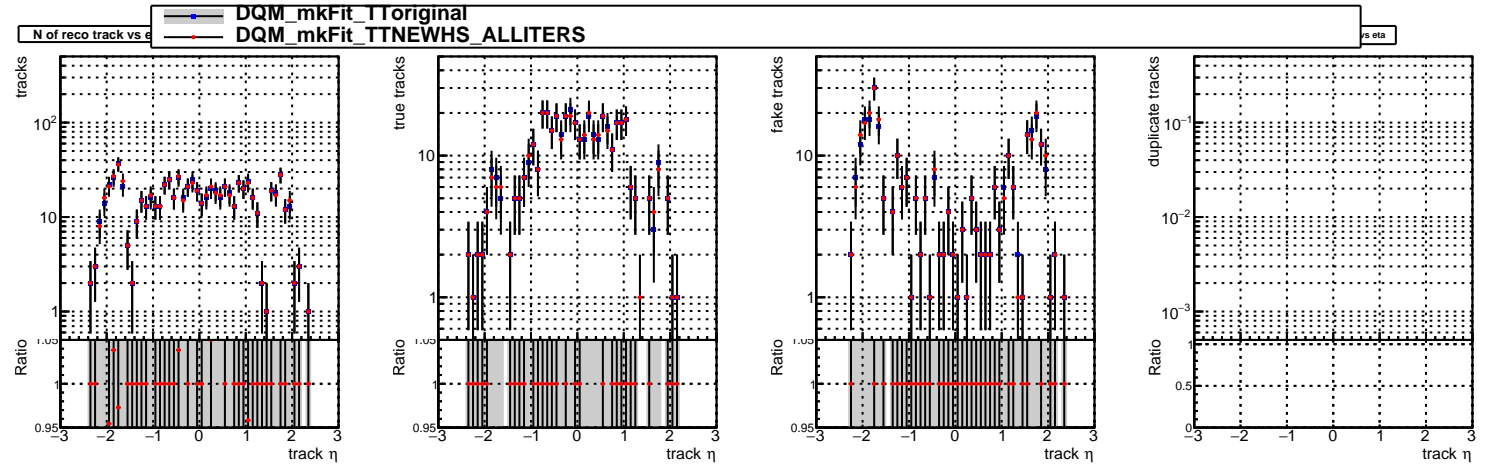 DQM_mkFit_TToriginal
DQM_mkFit_TTNEWHS_ALLITERS
N of reco track vs e
vs eta
tracks
10²
10
1
Ratio
1.05
1
0.95
−3 −2 −1 0 1 2 3
track η
true tracks
10
1
Ratio
1.05
1
0.95
−3 −2 −1 0 1 2 3
track η
fake tracks
10
1
Ratio
1.05
1
0.95
−3 −2 −1 0 1 2 3
track η
duplicate tracks
10⁻¹
10⁻²
10⁻³
Ratio
1
0.5
0
−3 −2 −1 0 1 2 3
track η